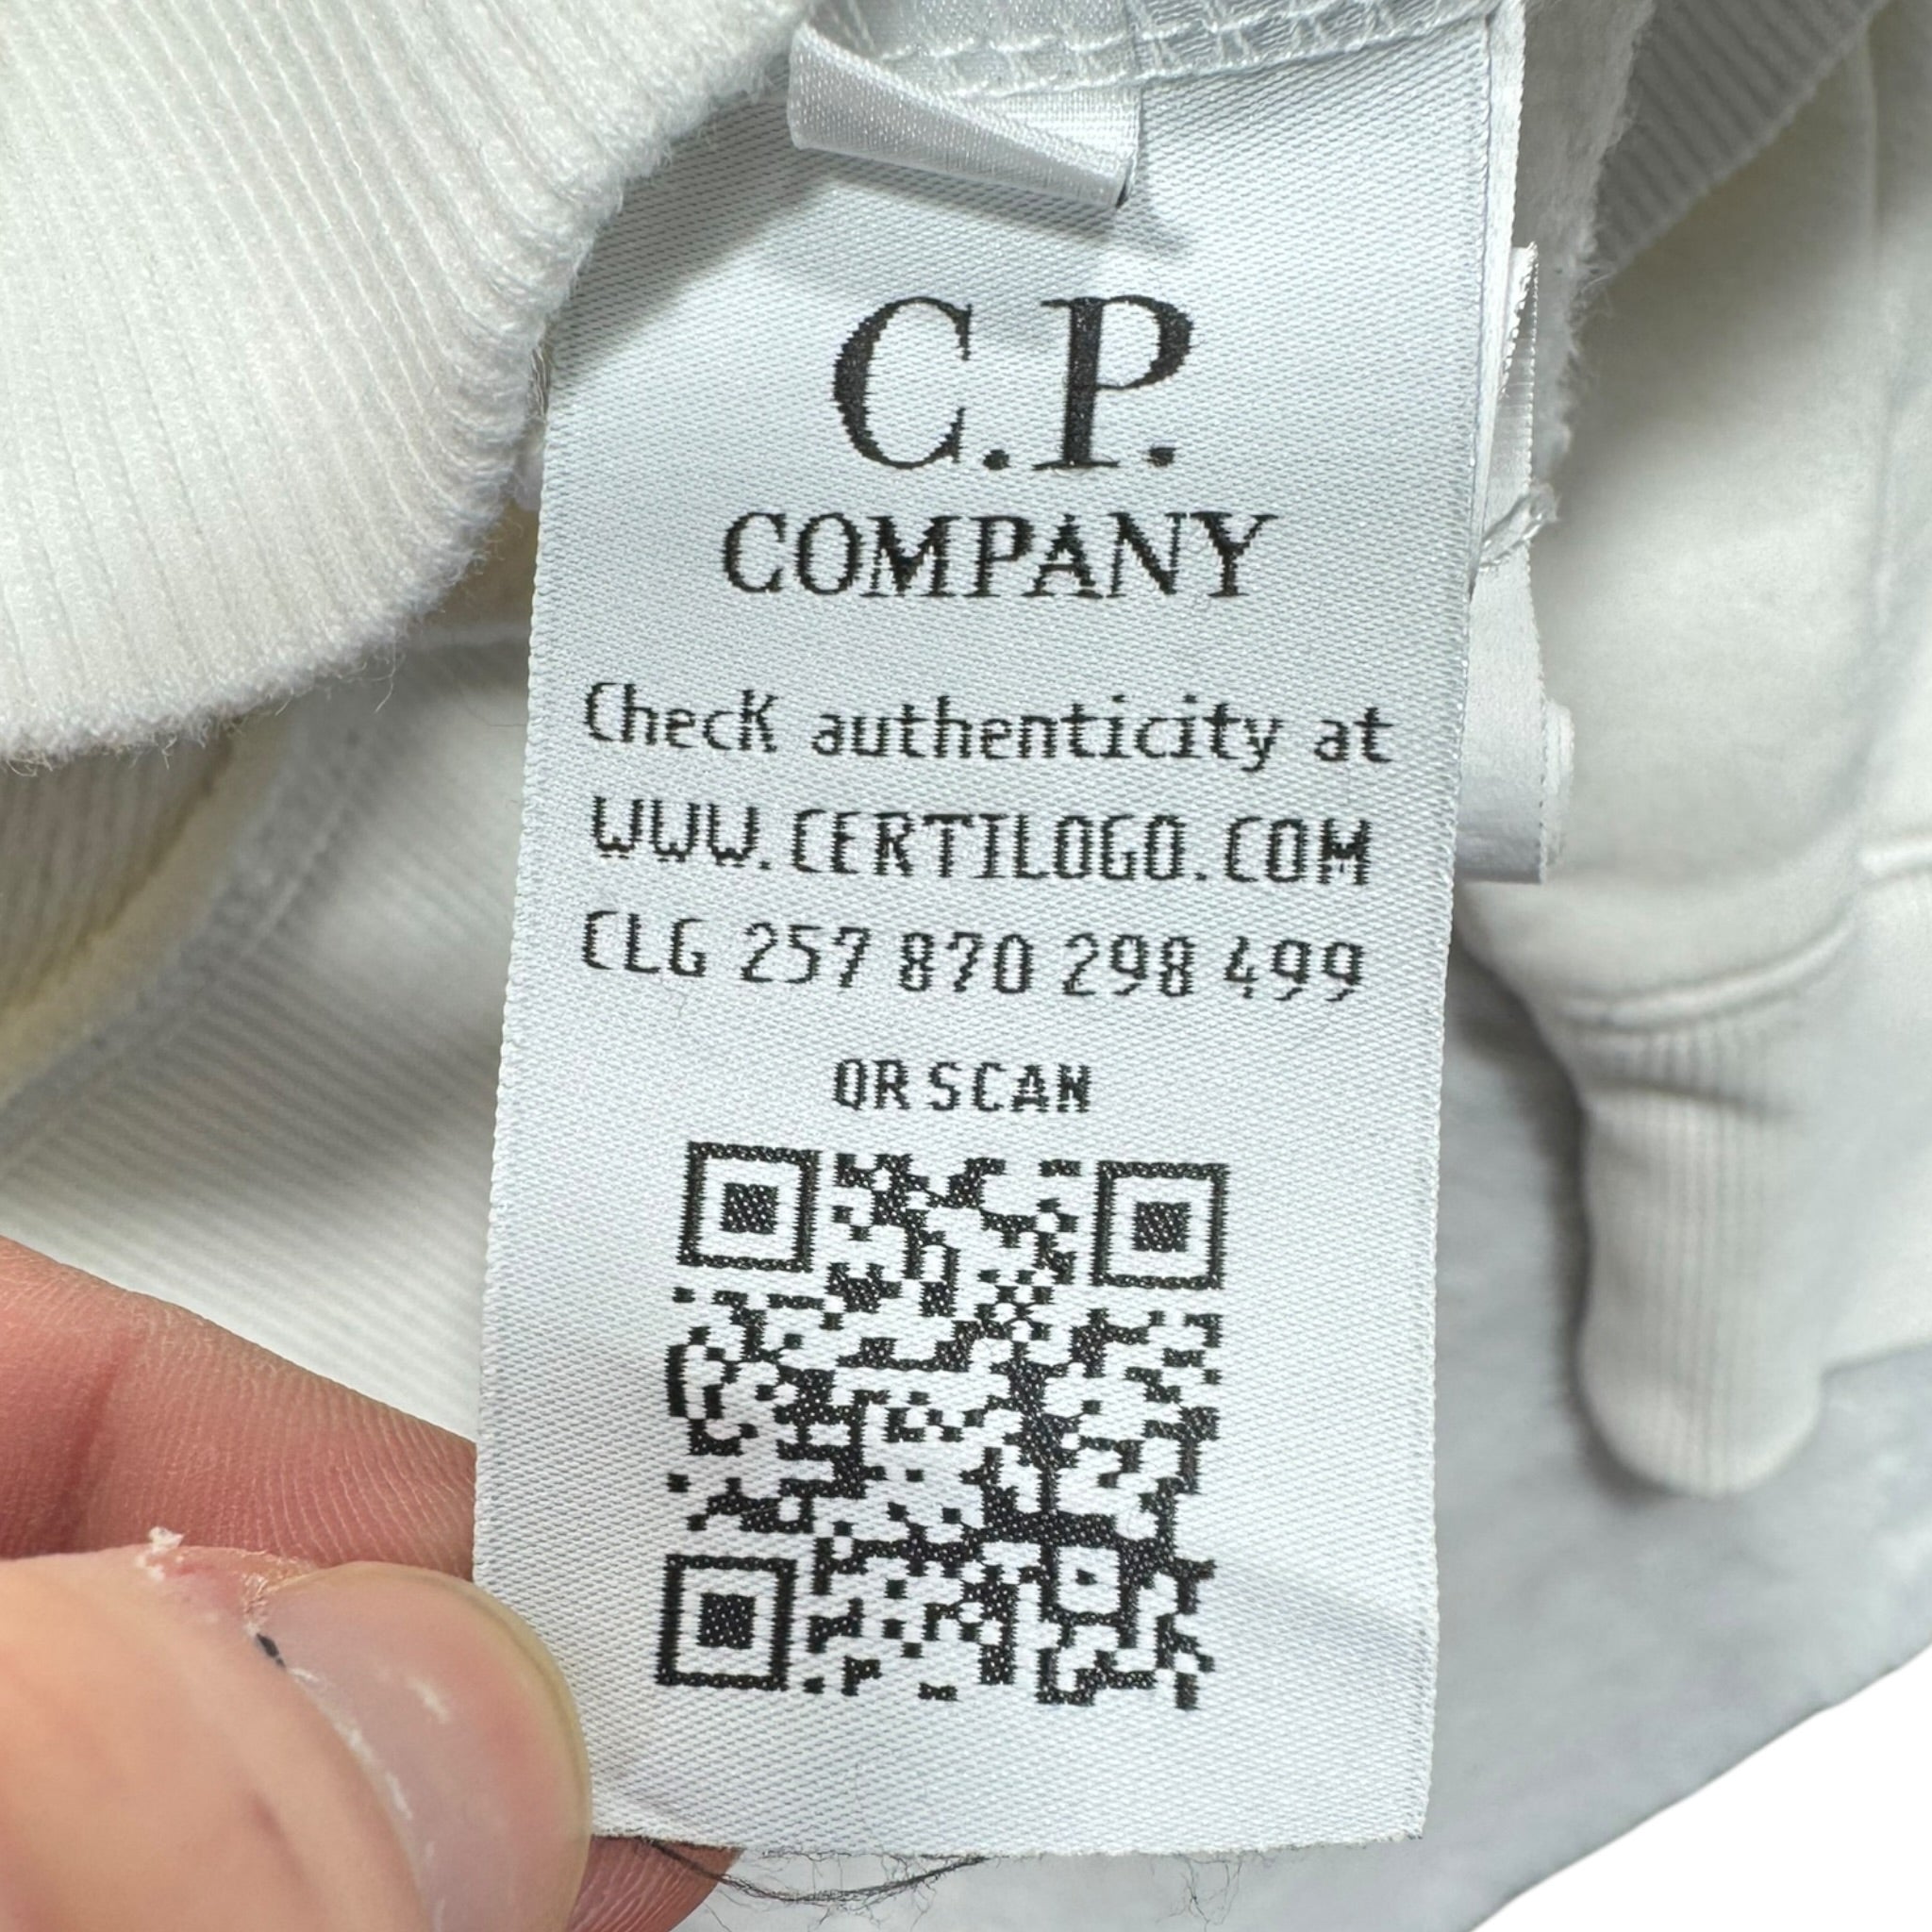 C.P.
COMPANY
Check authenticity at
WWW.CERTILOGO.COM
CLG 257 870 298 499
OR SCAN